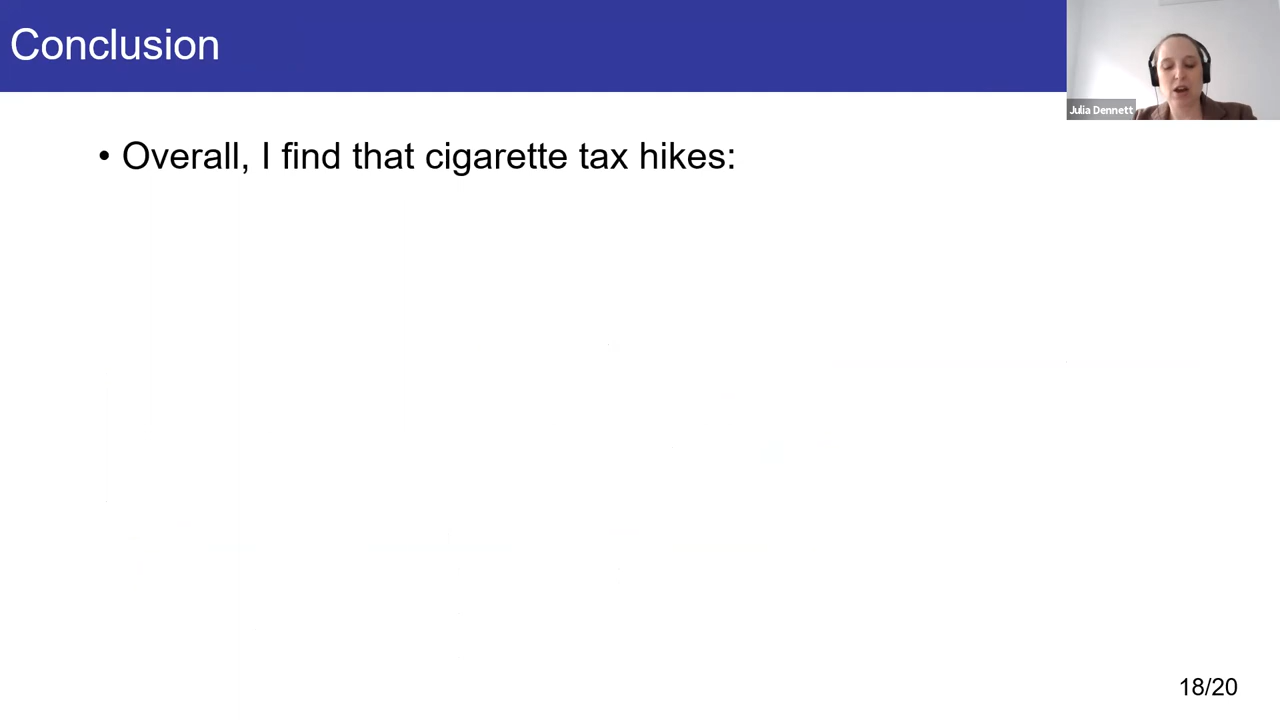 Conclusion
Julia Dennett
• Overall, I find that cigarette tax hikes:
18/20